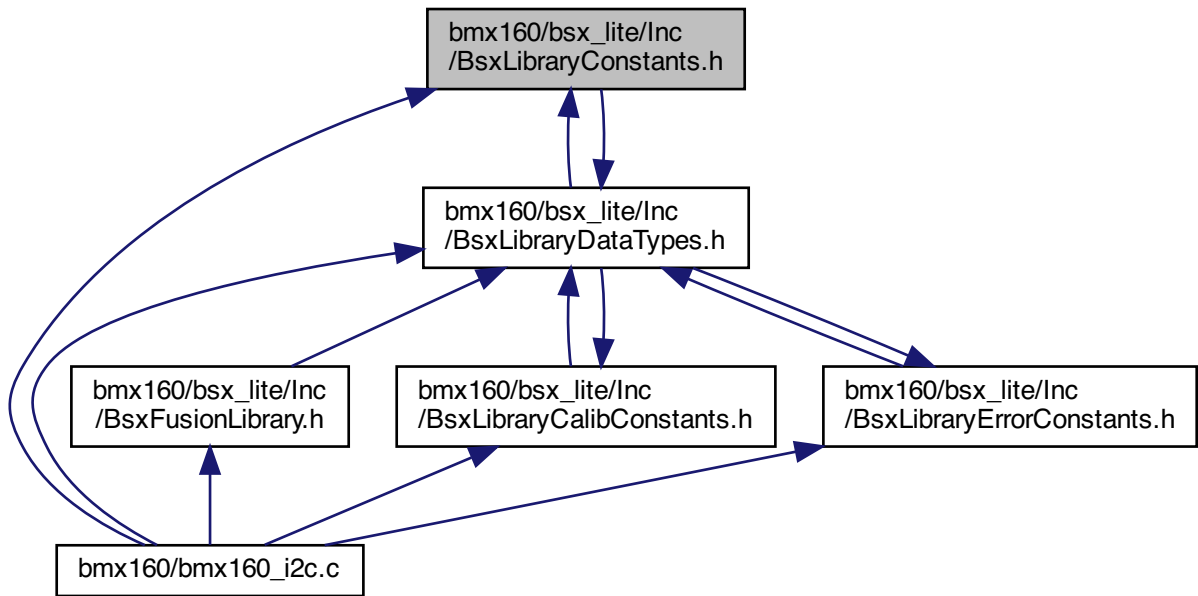 bmx160/bsx_lite/Inc
/BsxLibraryConstants.h
bmx160/bsx_lite/Inc
/BsxLibraryDataTypes.h
bmx160/bsx_lite/Inc
/BsxFusionLibrary.h
bmx160/bsx_lite/Inc
/BsxLibraryCalibConstants.h
bmx160/bsx_lite/Inc
/BsxLibraryErrorConstants.h
bmx160/bmx160_i2c.c